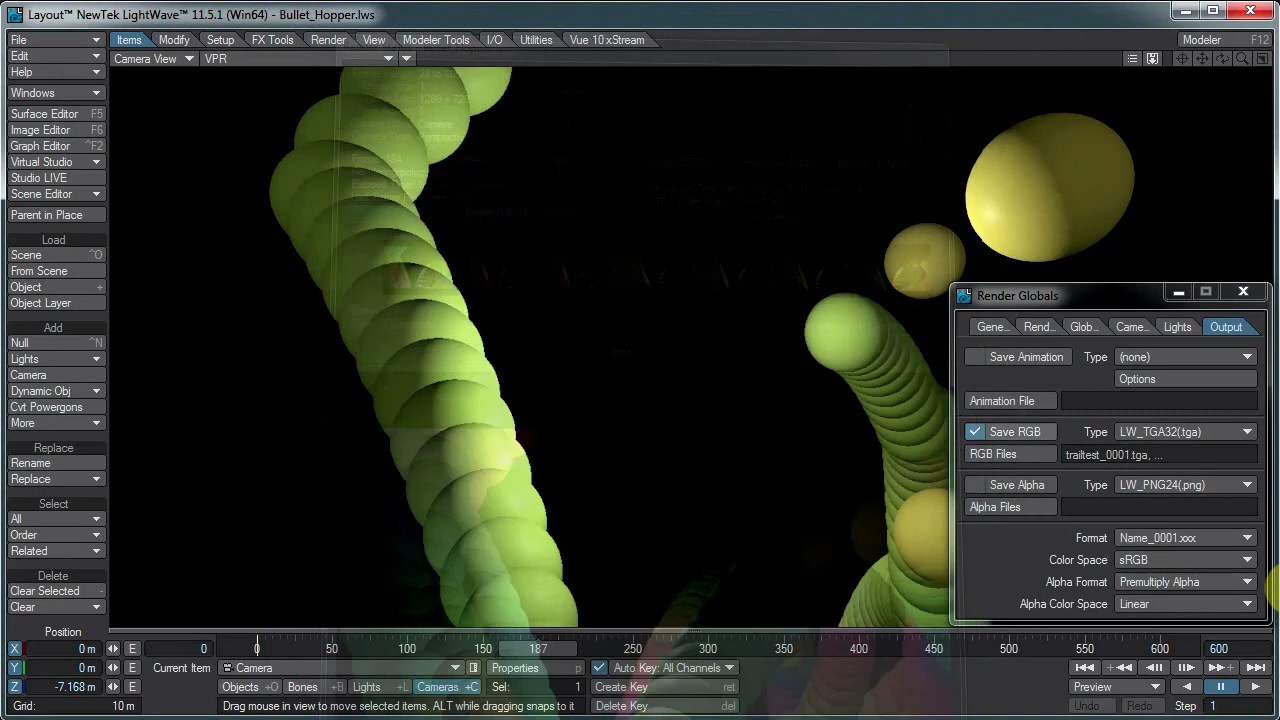 Layout™ NewTek LightWave™ 11.5.1 (Win64) - Bullet_Hopper.lws
File Items Modify Setup FX Tools Render View Modeler Tools I/O Utilities Vue 10 xStream Modeler F12
Edit Camera View VPR
Help
Windows
Surface Editor F5
Image Editor F6
Graph Editor ^F2
Virtual Studio
Studio LIVE
Scene Editor
Parent in Place
Load
Scene ^O
From Scene
Object +
Object Layer
Add
Null ^N
Lights
Camera
Dynamic Obj
Cvt Powergons
More
Replace
Rename
Replace
Select
All
Order
Related
Delete
Clear Selected -
Clear
Render Globals
Gene... Rend... Glob... Came... Lights Output
Save Animation Type (none)
Options
Animation File
Save RGB Type LW_TGA32(.tga)
RGB Files trailtest_0001.tga, ...
Save Alpha Type LW_PNG24(.png)
Alpha Files
Format Name_0001.xxx
Color Space sRGB
Alpha Format Premultiply Alpha
Alpha Color Space Linear
Position
X 0 m E 0 0 50 100 150 187 250 300 350 400 450 500 550 600 600
Y 0 m E Current Item Camera Properties p Auto Key: All Channels
Z -7.168 m E Objects +O Bones +B Lights +L Cameras +C Sel: 1 Create Key ret Preview
Grid: 10 m Drag mouse in view to move selected items. ALT while dragging snaps to it Delete Key del Undo Redo Step 1